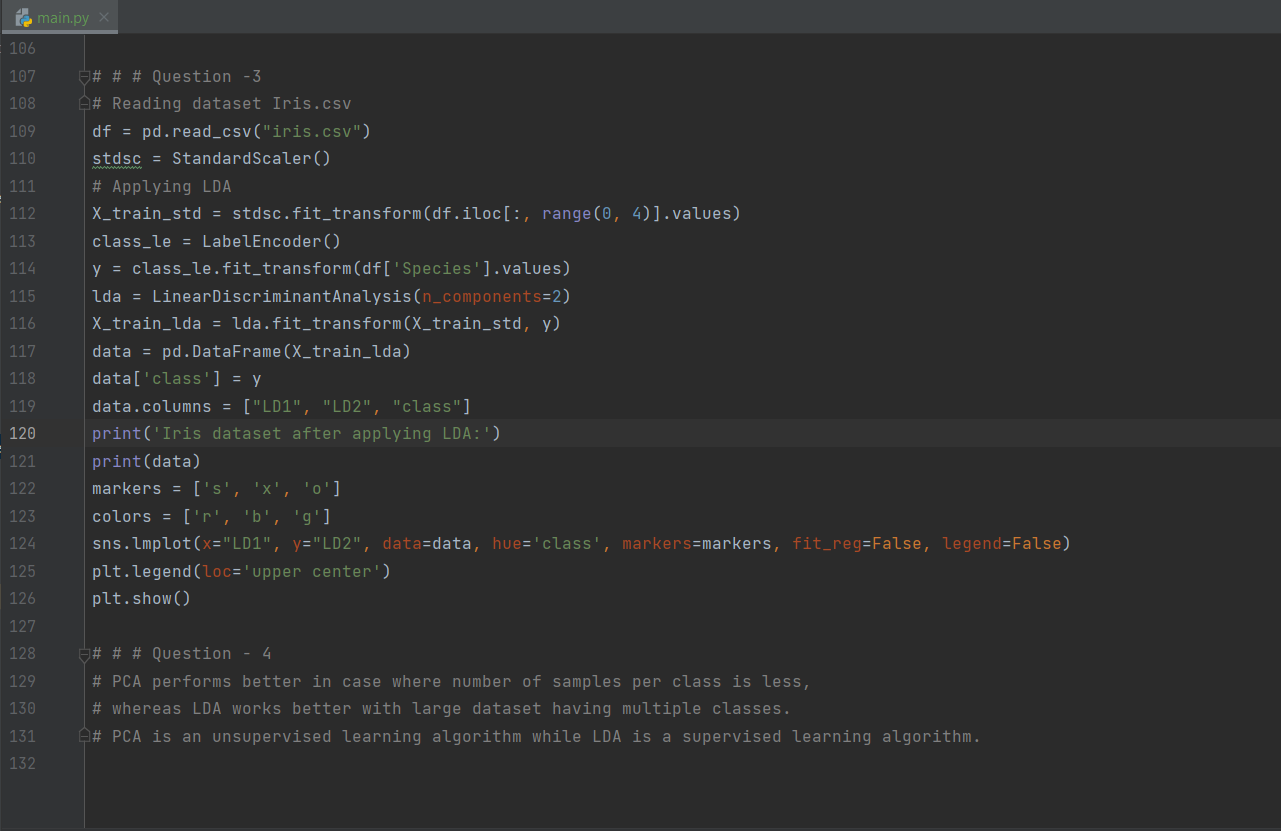 main.py
106
107 # # # Question -3
108 # Reading dataset Iris.csv
109 df = pd.read_csv("iris.csv")
110 stdsc = StandardScaler()
111 # Applying LDA
112 X_train_std = stdsc.fit_transform(df.iloc[:, range(0, 4)].values)
113 class_le = LabelEncoder()
114 y = class_le.fit_transform(df['Species'].values)
115 lda = LinearDiscriminantAnalysis(n_components=2)
116 X_train_lda = lda.fit_transform(X_train_std, y)
117 data = pd.DataFrame(X_train_lda)
118 data['class'] = y
119 data.columns = ["LD1", "LD2", "class"]
120 print('Iris dataset after applying LDA:')
121 print(data)
122 markers = ['s', 'x', 'o']
123 colors = ['r', 'b', 'g']
124 sns.lmplot(x="LD1", y="LD2", data=data, hue='class', markers=markers, fit_reg=False, legend=False)
125 plt.legend(loc='upper center')
126 plt.show()
127
128 # # # Question - 4
129 # PCA performs better in case where number of samples per class is less,
130 # whereas LDA works better with large dataset having multiple classes.
131 # PCA is an unsupervised learning algorithm while LDA is a supervised learning algorithm.
132